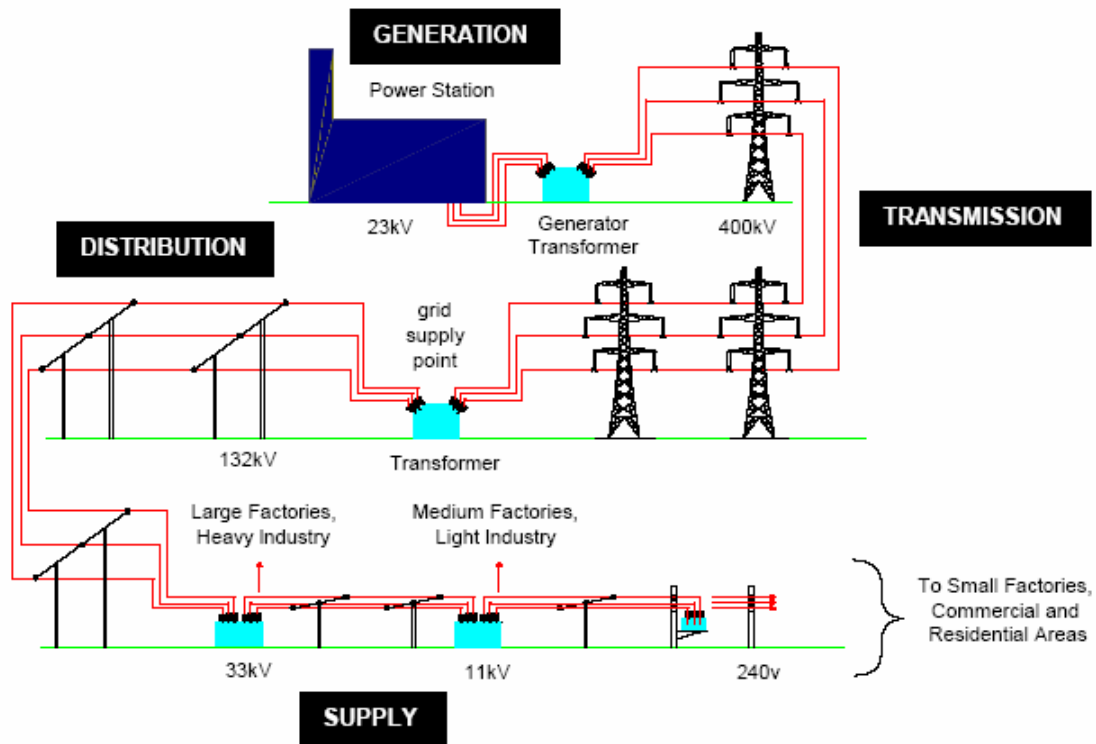 GENERATION
Power Station
23kV
Generator
Transformer
400kV
TRANSMISSION
DISTRIBUTION
grid
supply
point
132kV
Transformer
Large Factories,
Heavy Industry
Medium Factories,
Light Industry
To Small Factories,
Commercial and
Residential Areas
33kV
11kV
240v
SUPPLY